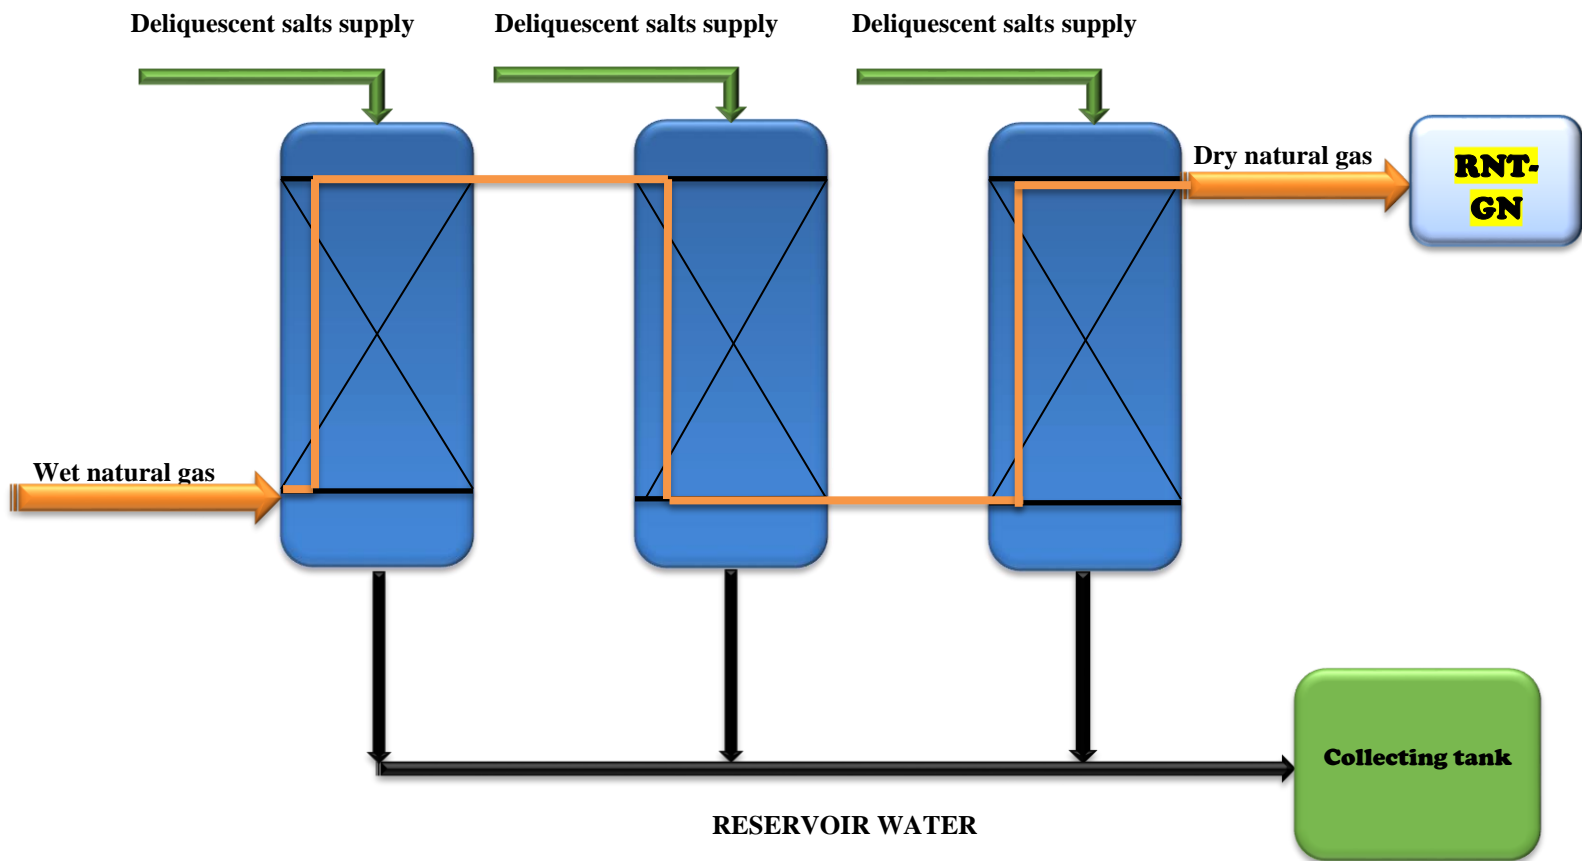 Deliquescent salts supply
Deliquescent salts supply
Deliquescent salts supply
Dry natural gas
RNT-
GN
Wet natural gas
Collecting tank
RESERVOIR WATER